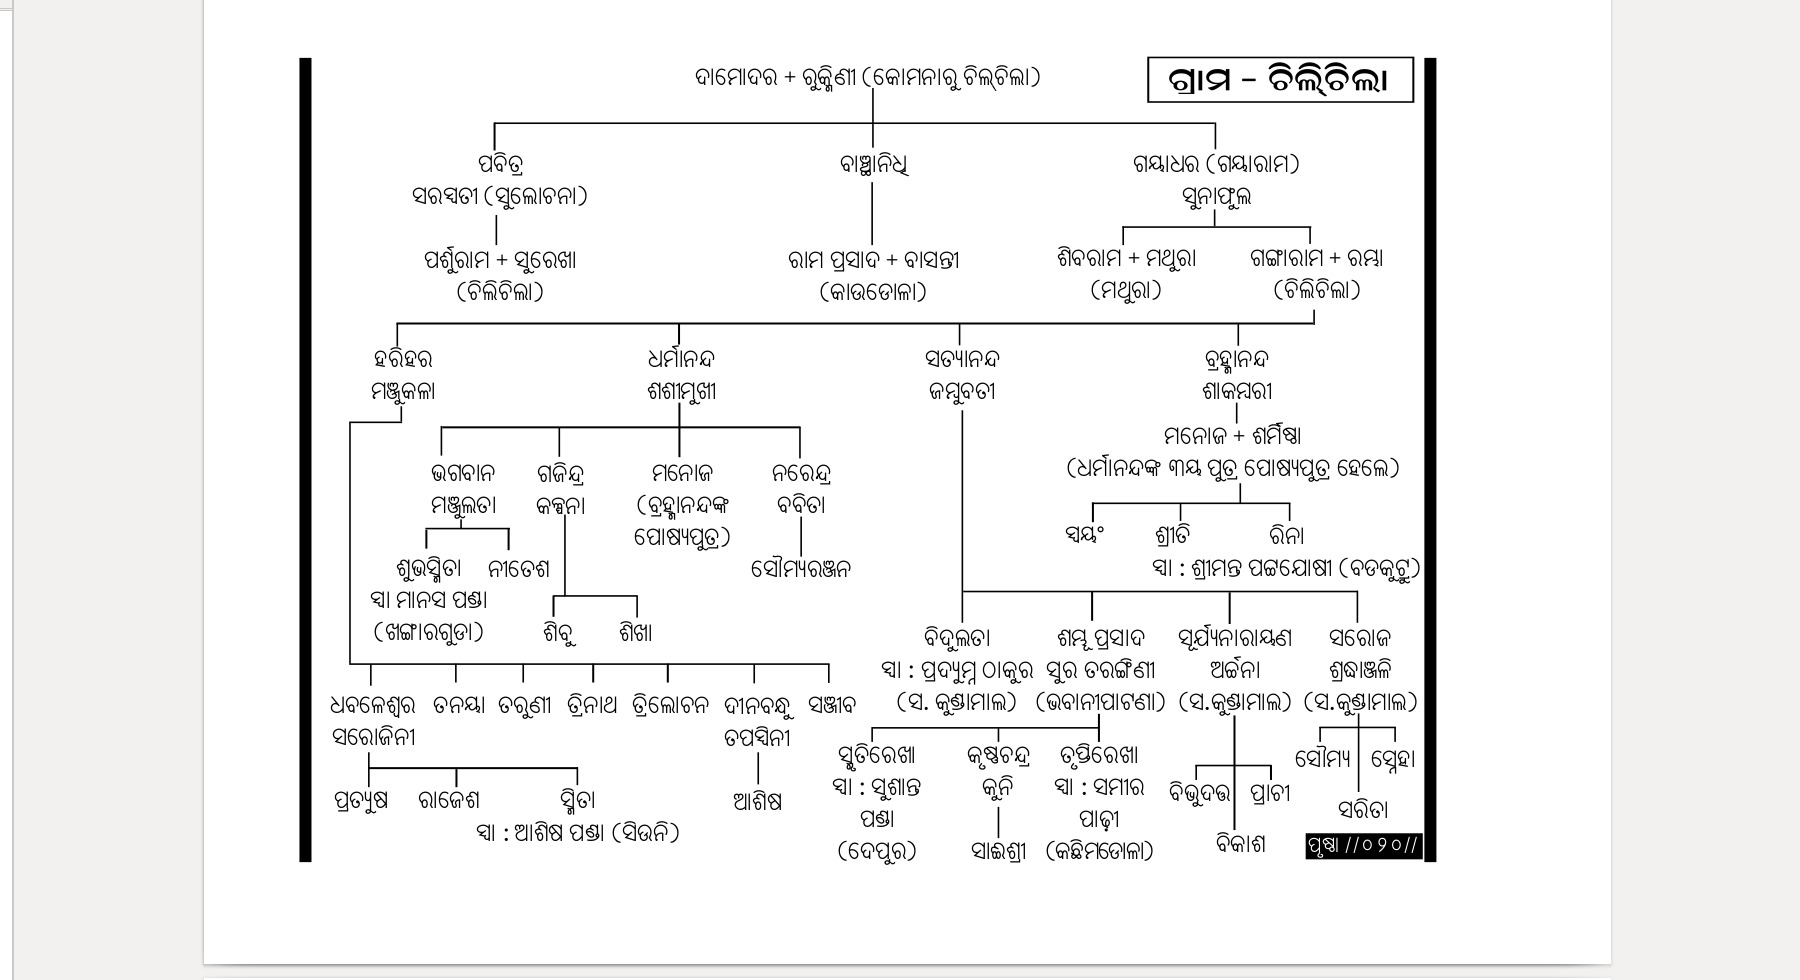 ଦାମୋଦର + ରୁକ୍ମିଣୀ (କୋମନାରୁ ଚିଲ୍‌ଚିଲା)
ଗ୍ରାମ - ଚିଲ୍‌ଚିଲା
ପବିତ୍ର
ବାଞ୍ଛାନିଧି
ଗୟାଧର (ଗୟାରାମ)
ସରସ୍ଵତୀ (ସୁଲୋଚନା)
ସୁନାଫୁଲ
ପର୍ଶୁରାମ + ସୁରେଖା
ରାମ ପ୍ରସାଦ + ବାସନ୍ତୀ
ଶିବରାମ + ମଥୁରା
ଗଙ୍ଗାରାମ + ରମ୍ଭା
(ଚିଲିଚିଲା)
(କାଉଡୋଳା)
(ମଥୁରା)
(ଚିଲିଚିଲା)
ହରିହର
ଧର୍ମାନନ୍ଦ
ସତ୍ୟାନନ୍ଦ
ବ୍ରହ୍ମାନନ୍ଦ
ମଞ୍ଜୁକଳା
ଶଶୀମୁଖୀ
ଜମ୍ବୁବତୀ
ଶାକମ୍ବରୀ
ମନୋଜ + ଶର୍ମିଷ୍ଠା
(ଧର୍ମାନନ୍ଦଙ୍କ ୩ୟ ପୁତ୍ର ପୋଷ୍ୟପୁତ୍ର ହେଲେ)
ଭଗବାନ
ଗଜିନ୍ଦ୍ର
ମନୋଜ
ନରେନ୍ଦ୍ର
ମଞ୍ଜୁଲତା
କଳ୍ପନା
(ବ୍ରହ୍ମାନନ୍ଦଙ୍କ
ବବିତା
ପୋଷ୍ୟପୁତ୍ର)
ସ୍ଵୟଂ
ଶ୍ରୀତି
ରିନା
ଶୁଭସ୍ମିତା
ନୀତେଶ
ସୌମ୍ୟରଞ୍ଜନ
ସ୍ଵା : ଶ୍ରୀମନ୍ତ ପଟ୍ଟଯୋଷୀ (ବଡକୁଟୁ)
ସ୍ଵା ମାନସ ପଣ୍ଡା
(ଖଙ୍ଗାରଗୁଡା)
ଶିବୁ
ଶିଖା
ବିଦୁଲତା
ଶମ୍ଭୂ ପ୍ରସାଦ
ସୂର୍ଯ୍ୟନାରାୟଣ
ସରୋଜ
ସ୍ଵା : ପ୍ରଦ୍ୟୁମ୍ନ ଠାକୁର
ସୁର ତରଙ୍ଗିଣୀ
ଅର୍ଚ୍ଚନା
ଶ୍ରଦ୍ଧାଞ୍ଜଳି
(ସ. କୁଣ୍ଡାମାଲ)
(ଭବାନୀପାଟଣା)
(ସ.କୁଣ୍ଡାମାଲ)
(ସ.କୁଣ୍ଡାମାଲ)
ଧବଳେଶ୍ଵର
ତନୟା
ତରୁଣୀ
ତ୍ରିନାଥ
ତ୍ରିଲୋଚନ
ଦୀନବନ୍ଧୁ
ସଞ୍ଜୀବ
ସରୋଜିନୀ
ତପସ୍ଵିନୀ
ସ୍ମୃତିରେଖା
କୃଷ୍ଣଚନ୍ଦ୍ର
ତୃପ୍ତିରେଖା
ସୌମ୍ୟ
ସ୍ନେହା
ସ୍ଵା : ସୁଶାନ୍ତ
କୁନି
ସ୍ଵା : ସମୀର
ବିଭୁଦତ୍ତ
ପ୍ରାଚୀ
ପ୍ରତ୍ୟୁଷ
ରାଜେଶ
ସ୍ମିତା
ଆଶିଷ
ସରିତା
ପଣ୍ଡା
ପାଢ଼ୀ
ସ୍ଵା : ଆଶିଷ ପଣ୍ଡା (ସିଉନି)
ବିକାଶ
ପୃଷ୍ଠା //୦୨୦//
(ଦେପୁର)
ସାଈଶ୍ରୀ
(କଛିମଡୋଳା)